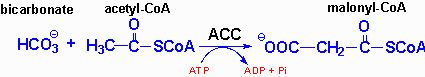 bicarbonate acetyl-CoA malonyl-CoA
O O
HCO₃⊖ + H₃C-C-SCoA ACC ⊖OOC-CH₂-C-SCoA
ATP ADP + Pi